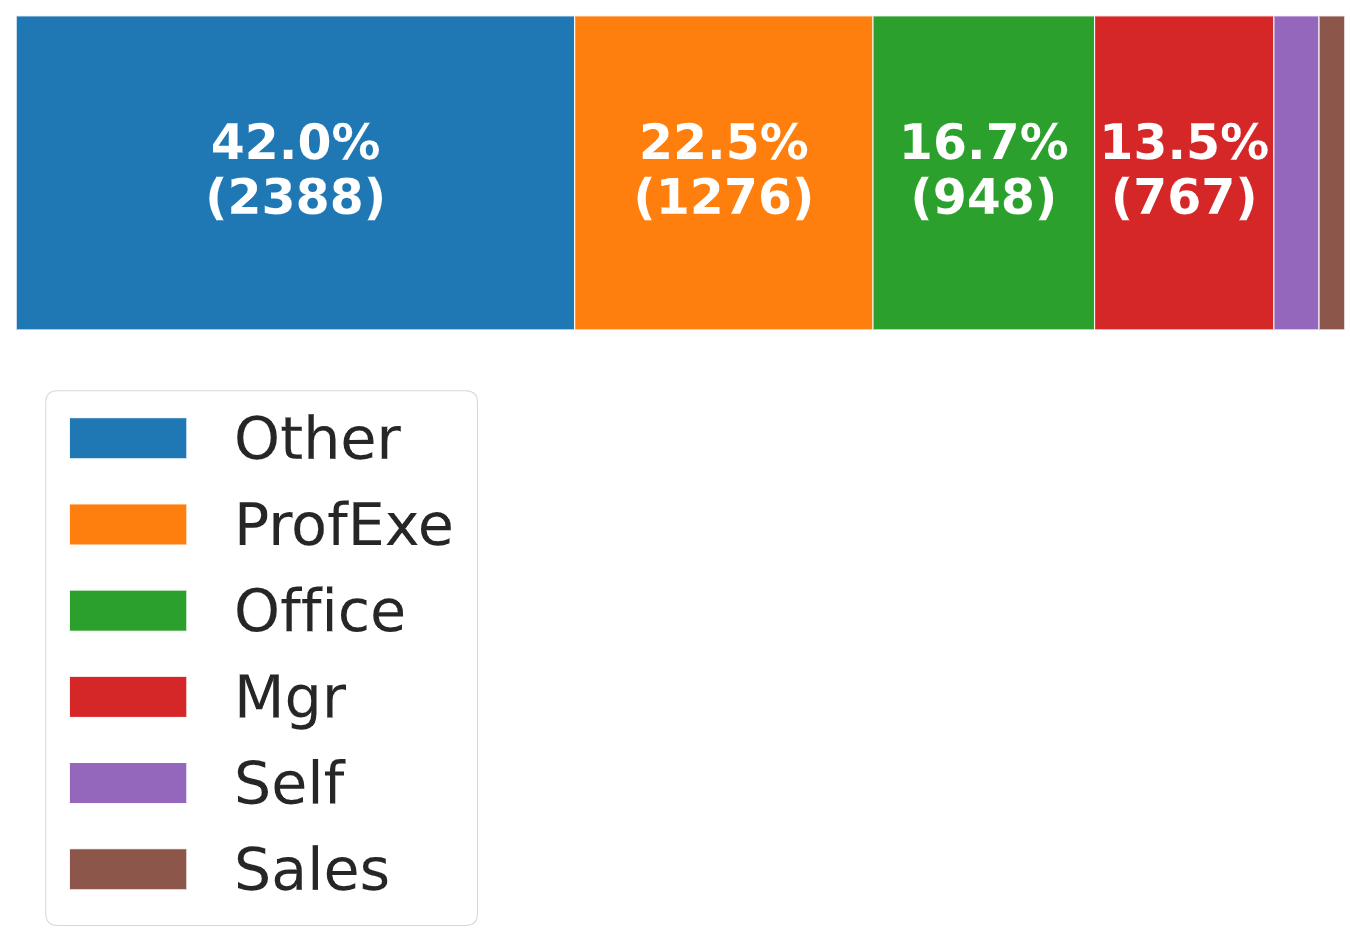 42.0%
(2388)
22.5%
(1276)
16.7%
(948)
13.5%
(767)
Other
ProfExe
Office
Mgr
Self
Sales